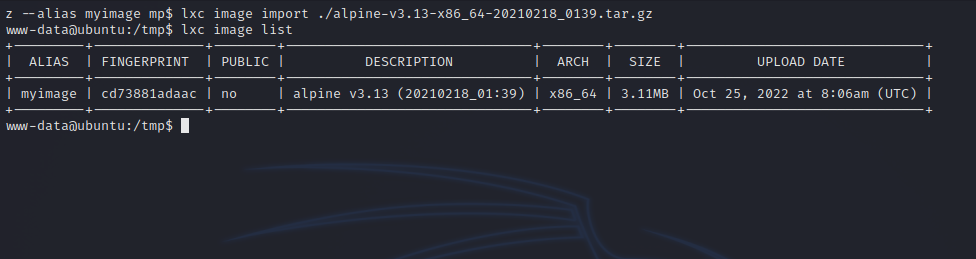 z --alias myimage mp$ lxc image import ./alpine-v3.13-x86_64-20210218_0139.tar.gz
www-data@ubuntu:/tmp$ lxc image list
| ALIAS | FINGERPRINT | PUBLIC | DESCRIPTION | ARCH | SIZE | UPLOAD DATE |
| myimage | cd73881adaac | no | alpine v3.13 (20210218_01:39) | x86_64 | 3.11MB | Oct 25, 2022 at 8:06am (UTC) |
www-data@ubuntu:/tmp$